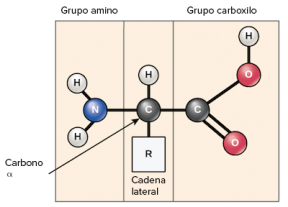 Grupo amino
Grupo carboxilo
H
H
H
O
N
C
C
H
R
O
Carbono
α
Cadena
lateral